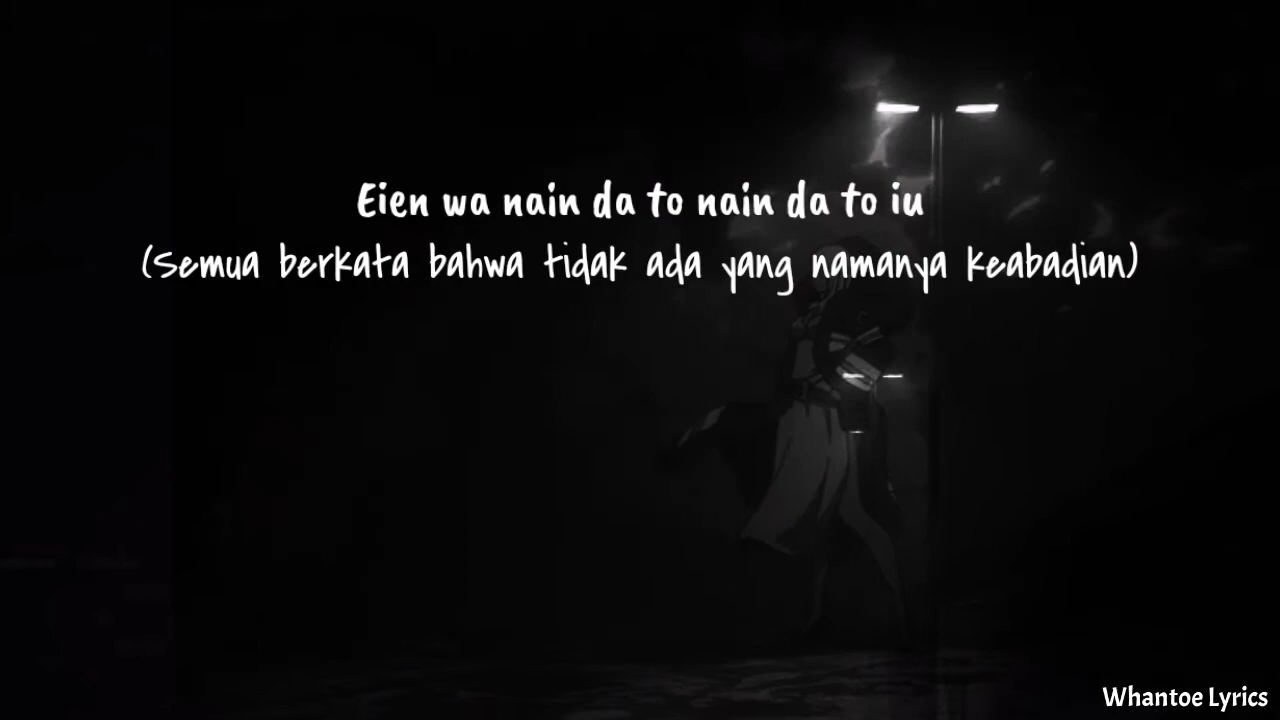 Eien wa nain da to nain da to iu
(Semua berkata bahwa tidak ada yang namanya keabadian)
Whantoe Lyrics